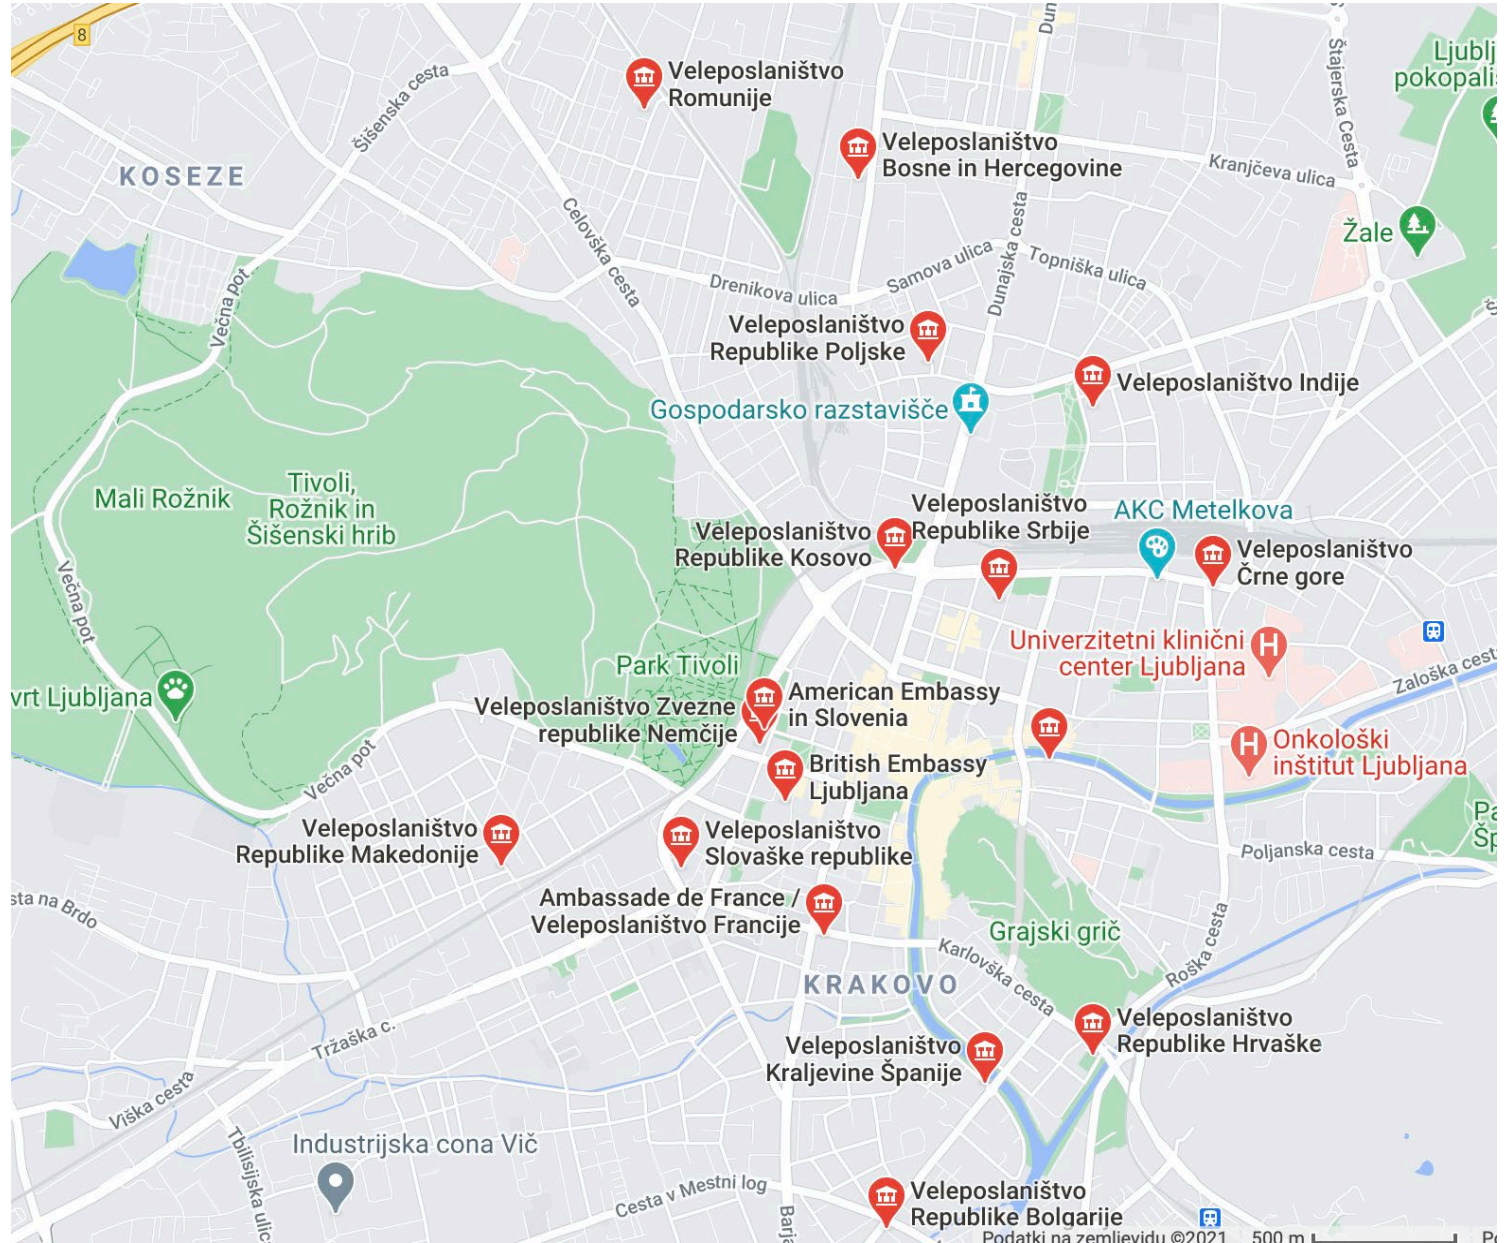 8
Šišenska cesta
KOSEZE
Veleposlaništvo
Romunije
Veleposlaništvo
Bosne in Hercegovine
Štajerska Cesta
Kranjčeva ulica
Žale
Celovška cesta
Večna pot
Drenikova ulica
Samova ulica
Dunajska cesta
Topniška ulica
Veleposlaništvo
Republike Poljske
Veleposlaništvo Indije
Gospodarsko razstavišče
Mali Rožnik
Tivoli,
Rožnik in
Šišenski hrib
Veleposlaništvo
Republike Kosovo
Veleposlaništvo
Republike Srbije
AKC Metelkova
Veleposlaništvo
Črne gore
Večna pot
Park Tivoli
Univerzitetni klinični
center Ljubljana
Zaloška cest
vrt Ljubljana
Veleposlaništvo Zvezne
republike Nemčije
American Embassy
in Slovenia
British Embassy
Ljubljana
Onkološki
inštitut Ljubljana
Večna pot
Veleposlaništvo
Republike Makedonije
Veleposlaništvo
Slovaške republike
Poljanska cesta
sta na Brdo
Ambassade de France /
Veleposlaništvo Francije
Grajski grič
Karlovška cesta
Roška cesta
KRAKOVO
Tržaška c.
Veleposlaništvo
Kraljevine Španije
Veleposlaništvo
Republike Hrvaške
Viška cesta
Tbilisijska ulic
Industrijska cona Vič
Cesta v Mestni log
Barja
Veleposlaništvo
Republike Bolgarije
Podatki na zemljevidu ©2021
500 m